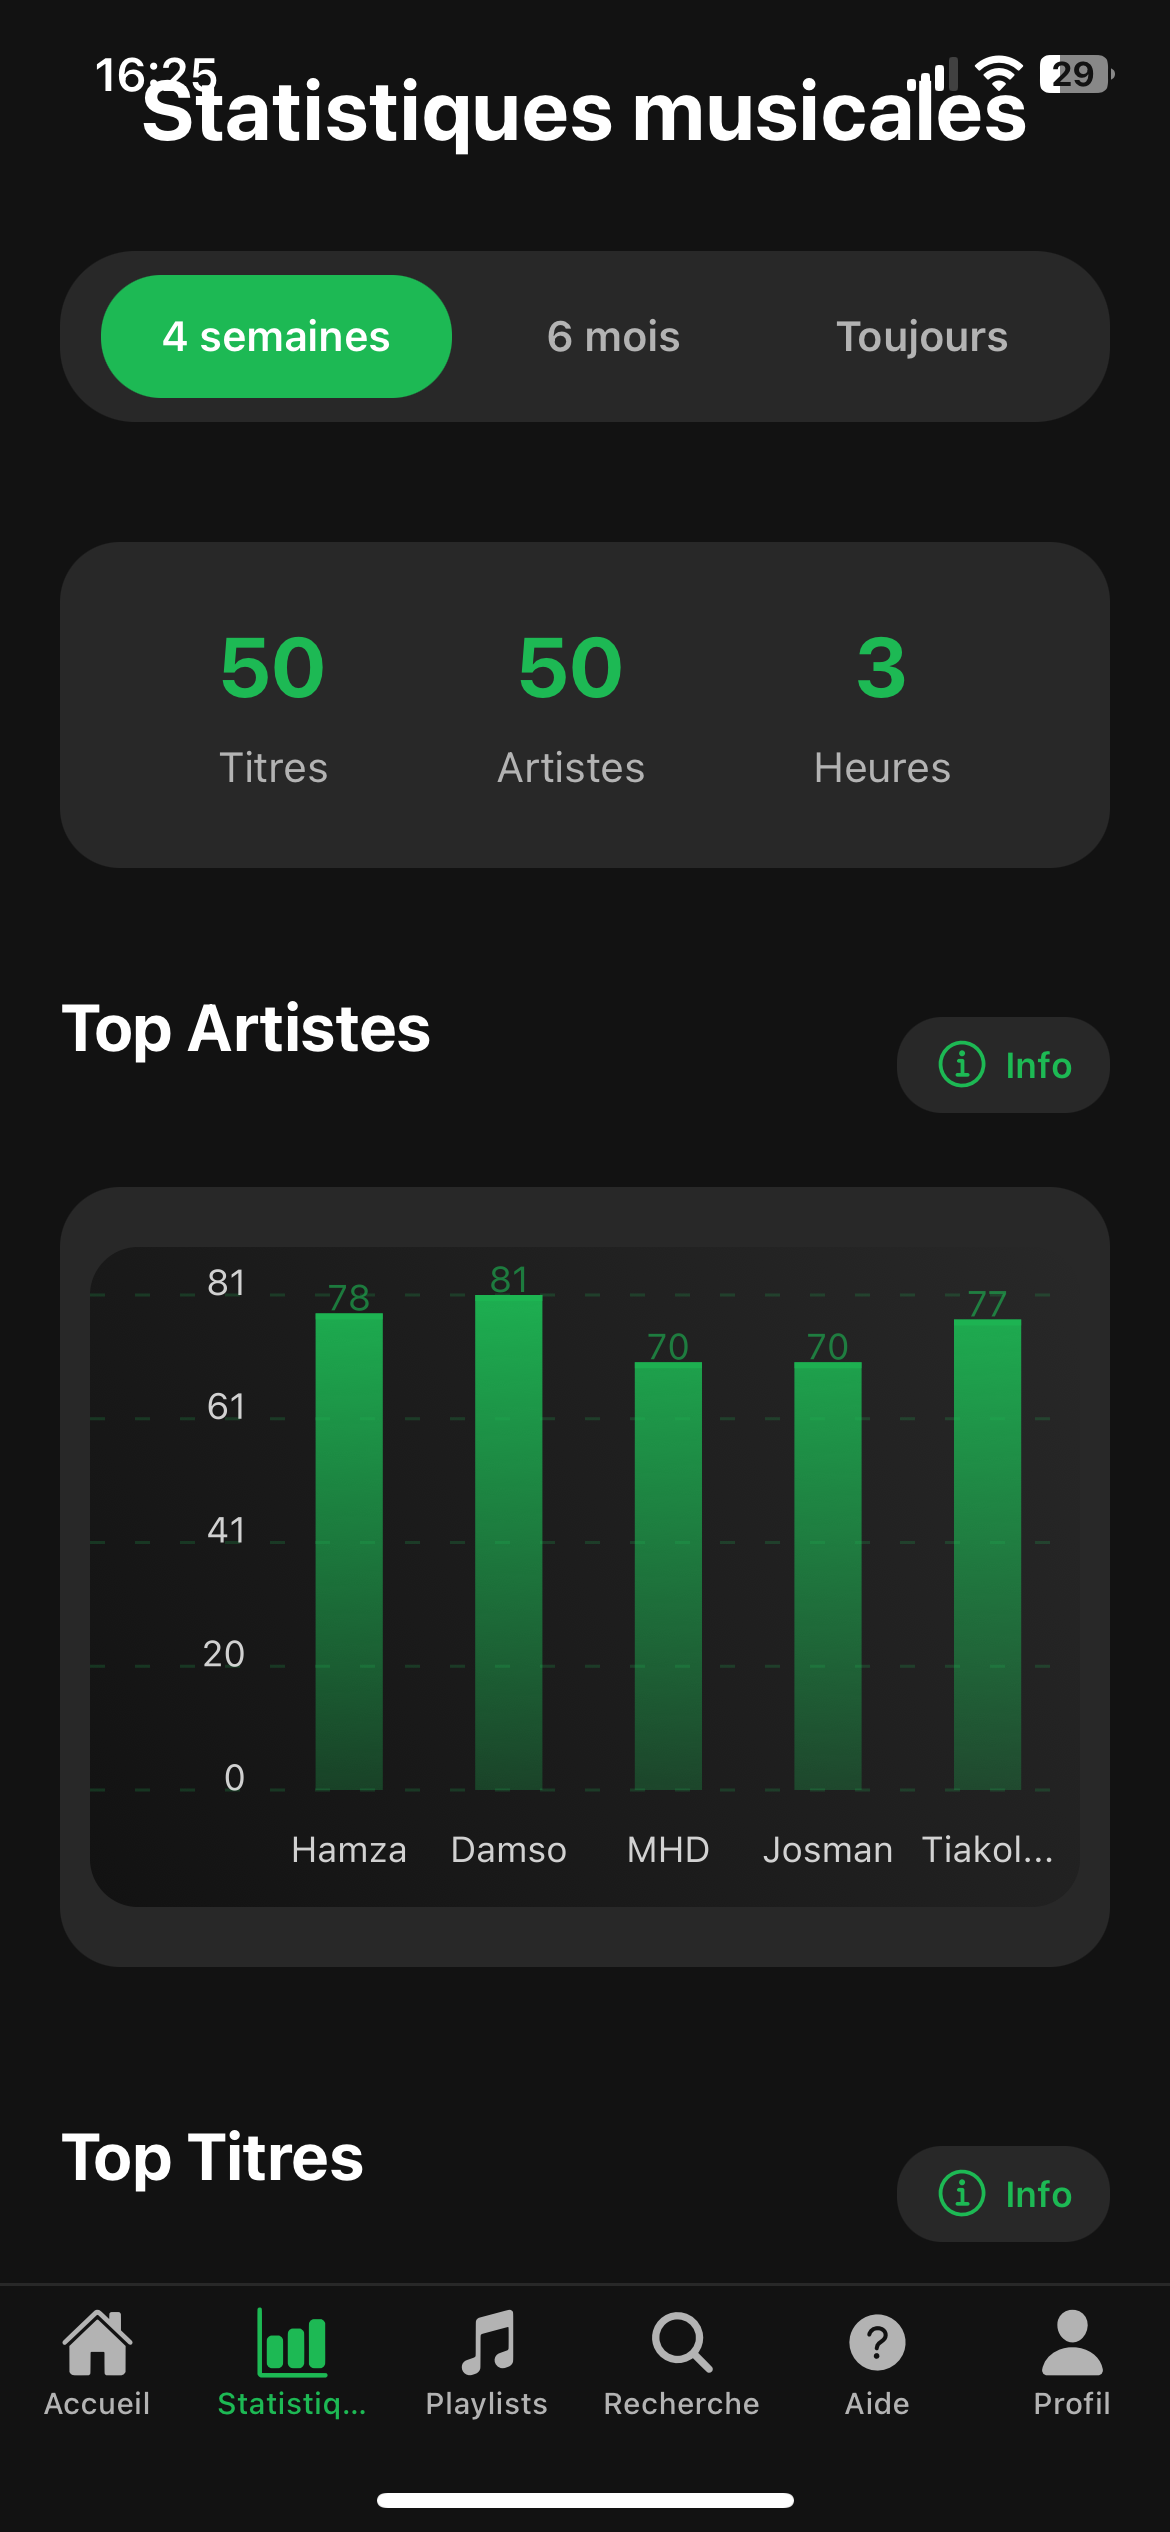 16:25
29
Statistiques musicales
4 semaines
6 mois
Toujours
50
50
3
Titres
Artistes
Heures
Top Artistes
Info
81
61
41
20
0
78
81
70
70
77
Hamza
Damso
MHD
Josman
Tiakol...
Top Titres
Info
Accueil
Statistiq...
Playlists
Recherche
Aide
Profil